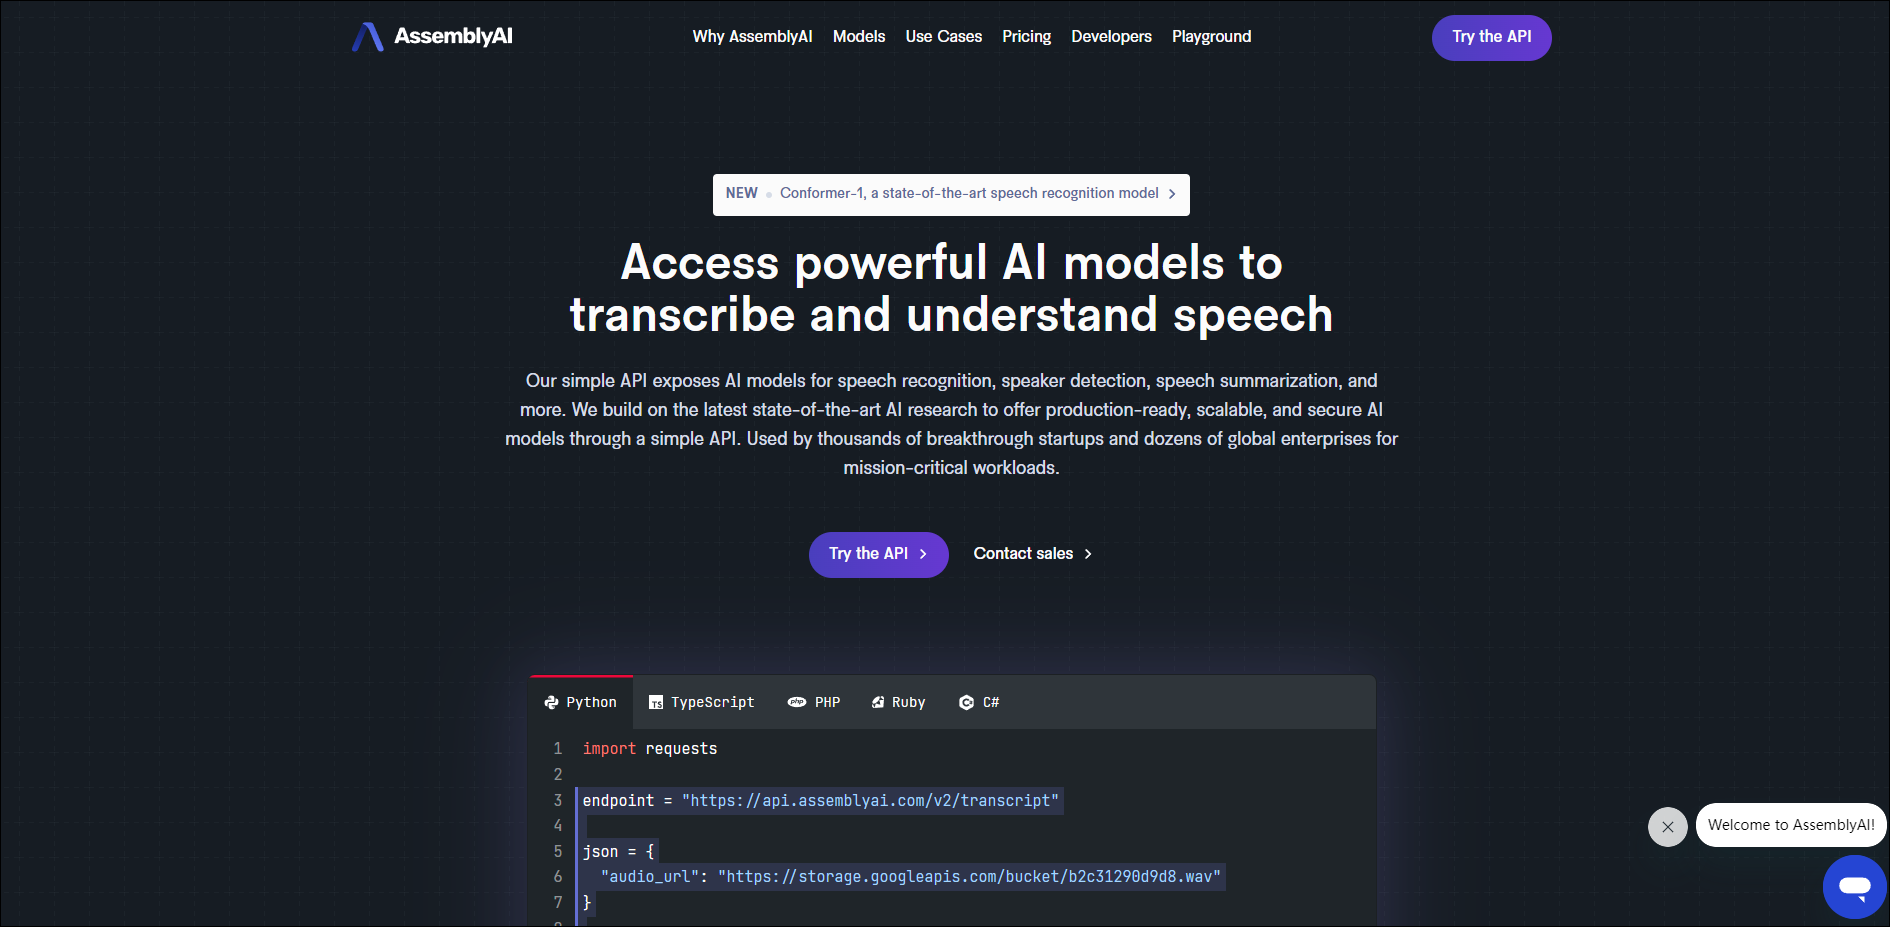 AssemblyAI
Why AssemblyAI Models Use Cases Pricing Developers Playground
Try the API
NEW Conformer-1, a state-of-the-art speech recognition model
Access powerful AI models to
transcribe and understand speech
Our simple API exposes AI models for speech recognition, speaker detection, speech summarization, and
more. We build on the latest state-of-the-art AI research to offer production-ready, scalable, and secure AI
models through a simple API. Used by thousands of breakthrough startups and dozens of global enterprises for
mission-critical workloads.
Try the API
Contact sales
Python TypeScript PHP Ruby C#
1 import requests
2
3 endpoint = "https://api.assemblyai.com/v2/transcript"
4
5 json = {
6 "audio_url": "https://storage.googleapis.com/bucket/b2c31290d9d8.wav"
7 }
Welcome to AssemblyAI!